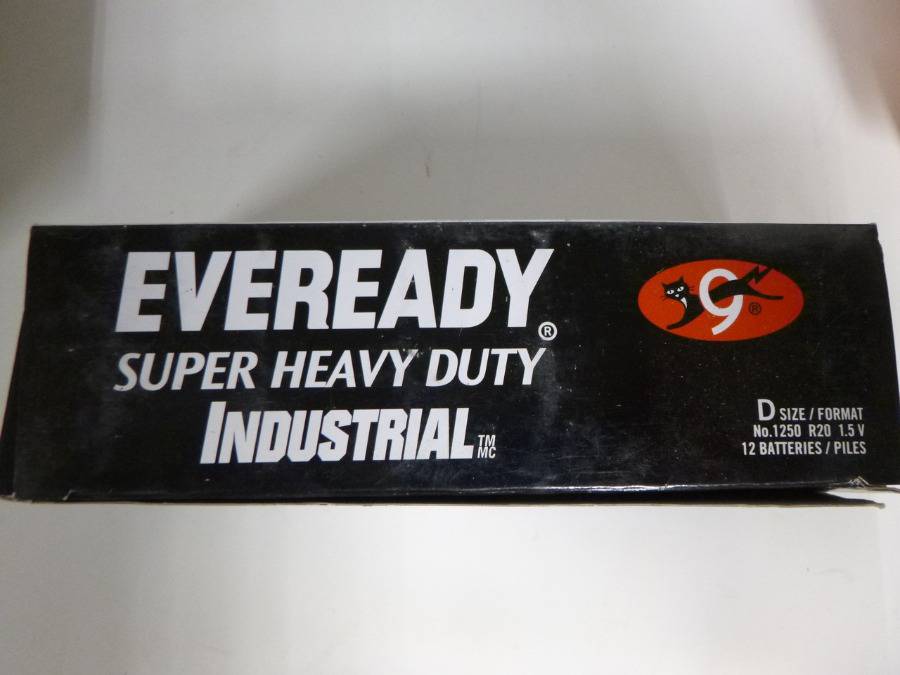 EVEREADY®
SUPER HEAVY DUTY
INDUSTRIAL TM MC
9®
D SIZE / FORMAT
No.1250 R20 1.5 V
12 BATTERIES / PILES